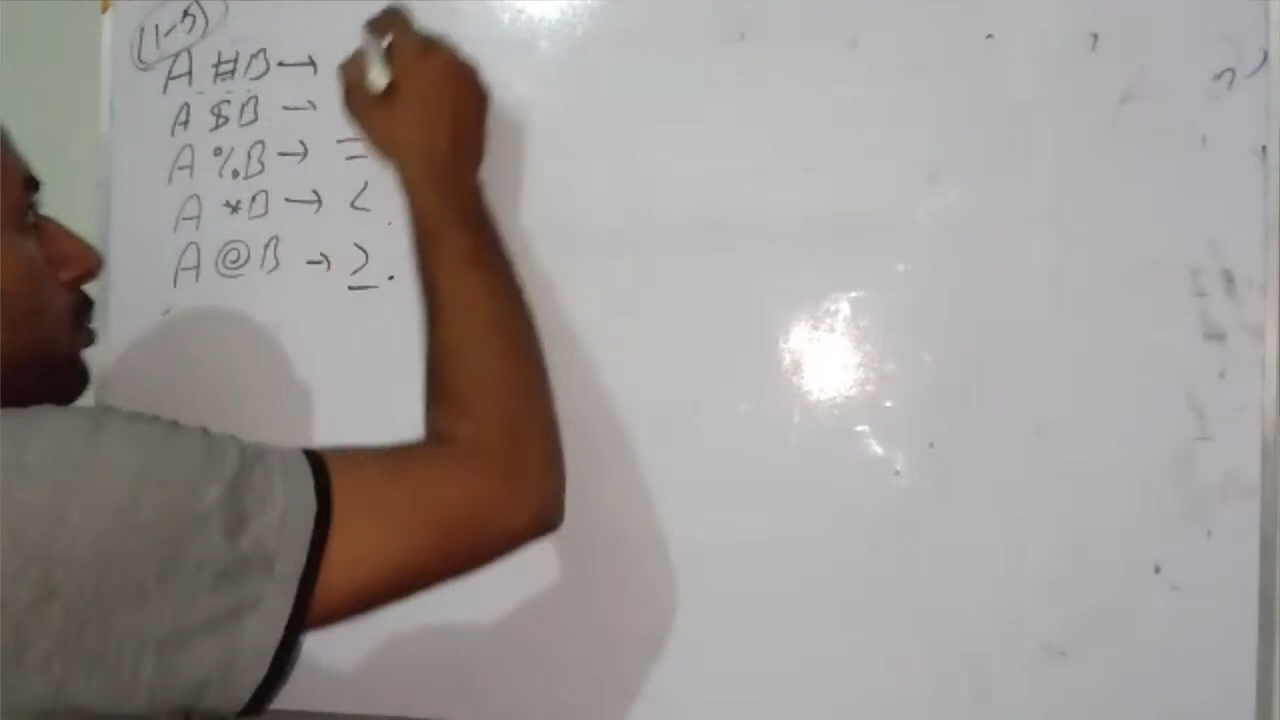 (1-5)
A #B →
A $B →
A %B → =
A *B → <
A @B → ≥.